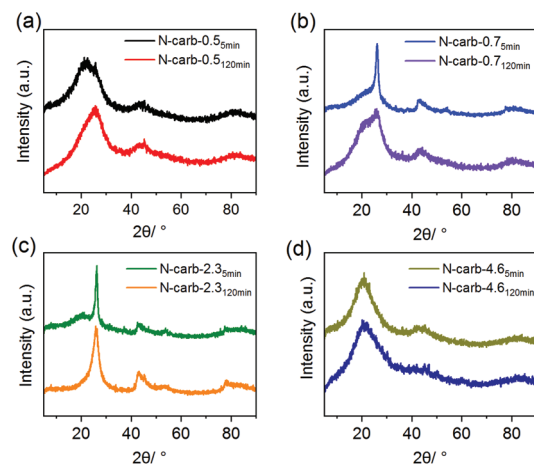 (a)
N-carb-0.5₅ₘᵢₙ
N-carb-0.5₁₂₀ₘᵢₙ
Intensity (a.u.)
20 40 60 80
2θ/ °
(b)
N-carb-0.7₅ₘᵢₙ
N-carb-0.7₁₂₀ₘᵢₙ
Intensity (a.u.)
20 40 60 80
2θ/ °
(c)
N-carb-2.3₅ₘᵢₙ
N-carb-2.3₁₂₀ₘᵢₙ
Intensity (a.u.)
20 40 60 80
2θ/ °
(d)
N-carb-4.6₅ₘᵢₙ
N-carb-4.6₁₂₀ₘᵢₙ
Intensity (a.u.)
20 40 60 80
2θ/ °